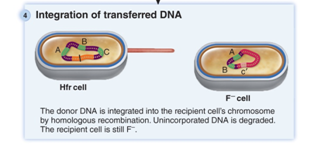 4 Integration of transferred DNA
A B C
A
B c'
Hfr cell
F⁻ cell
The donor DNA is integrated into the recipient cell's chromosome
by homologous recombination. Unincorporated DNA is degraded.
The recipient cell is still F⁻.